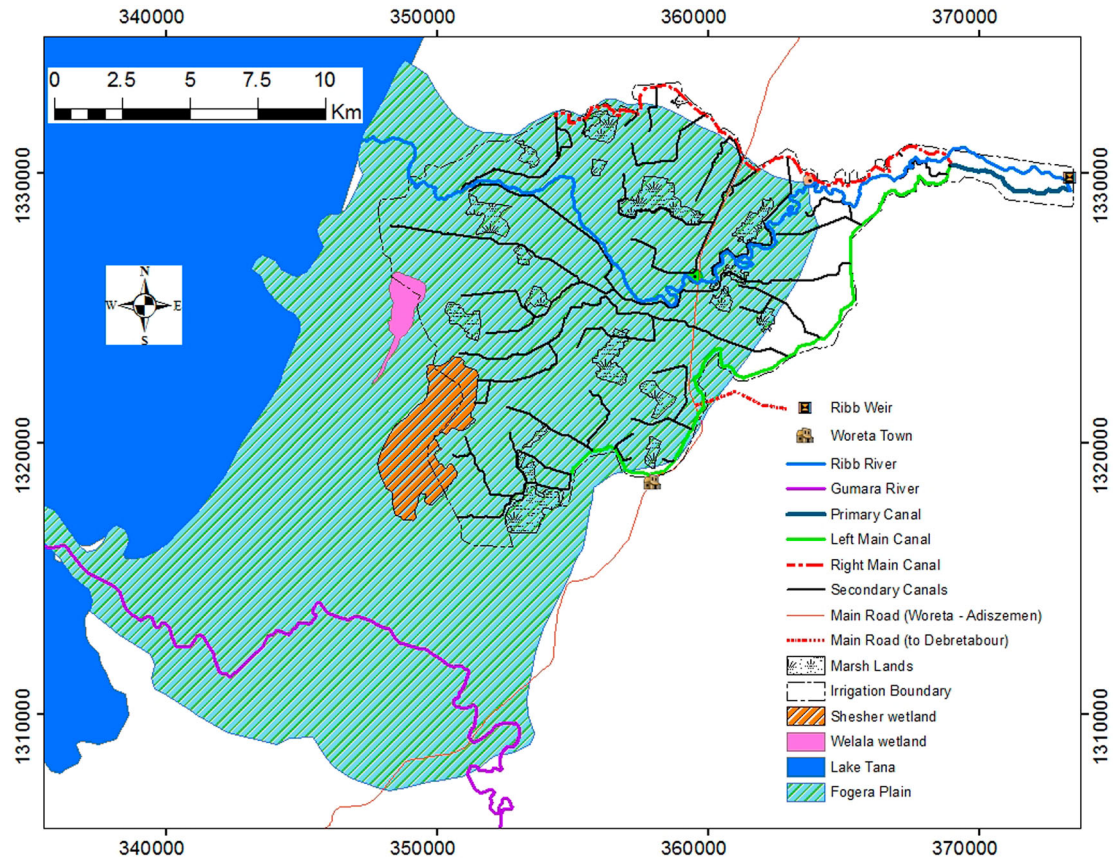 340000 350000 360000 370000
0 2.5 5 7.5 10
Km
1330000 1330000
N
W E
S
1320000 1320000
1310000 1310000
Ribb Weir
Woreta Town
Ribb River
Gumara River
Primary Canal
Left Main Canal
Right Main Canal
Secondary Canals
Main Road (Woreta - Adiszemen)
Main Road (to Debretabour)
Marsh Lands
Irrigation Boundary
Shesher wetland
Welala wetland
Lake Tana
Fogera Plain
340000 350000 360000 370000